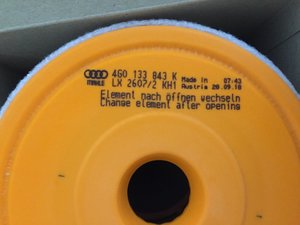 4G0 133 843 K Made in 07:43
MAHLE LX 2607/2 KH1 Austria 20.09.18
Element nach öffnen wechseln
Change element after opening